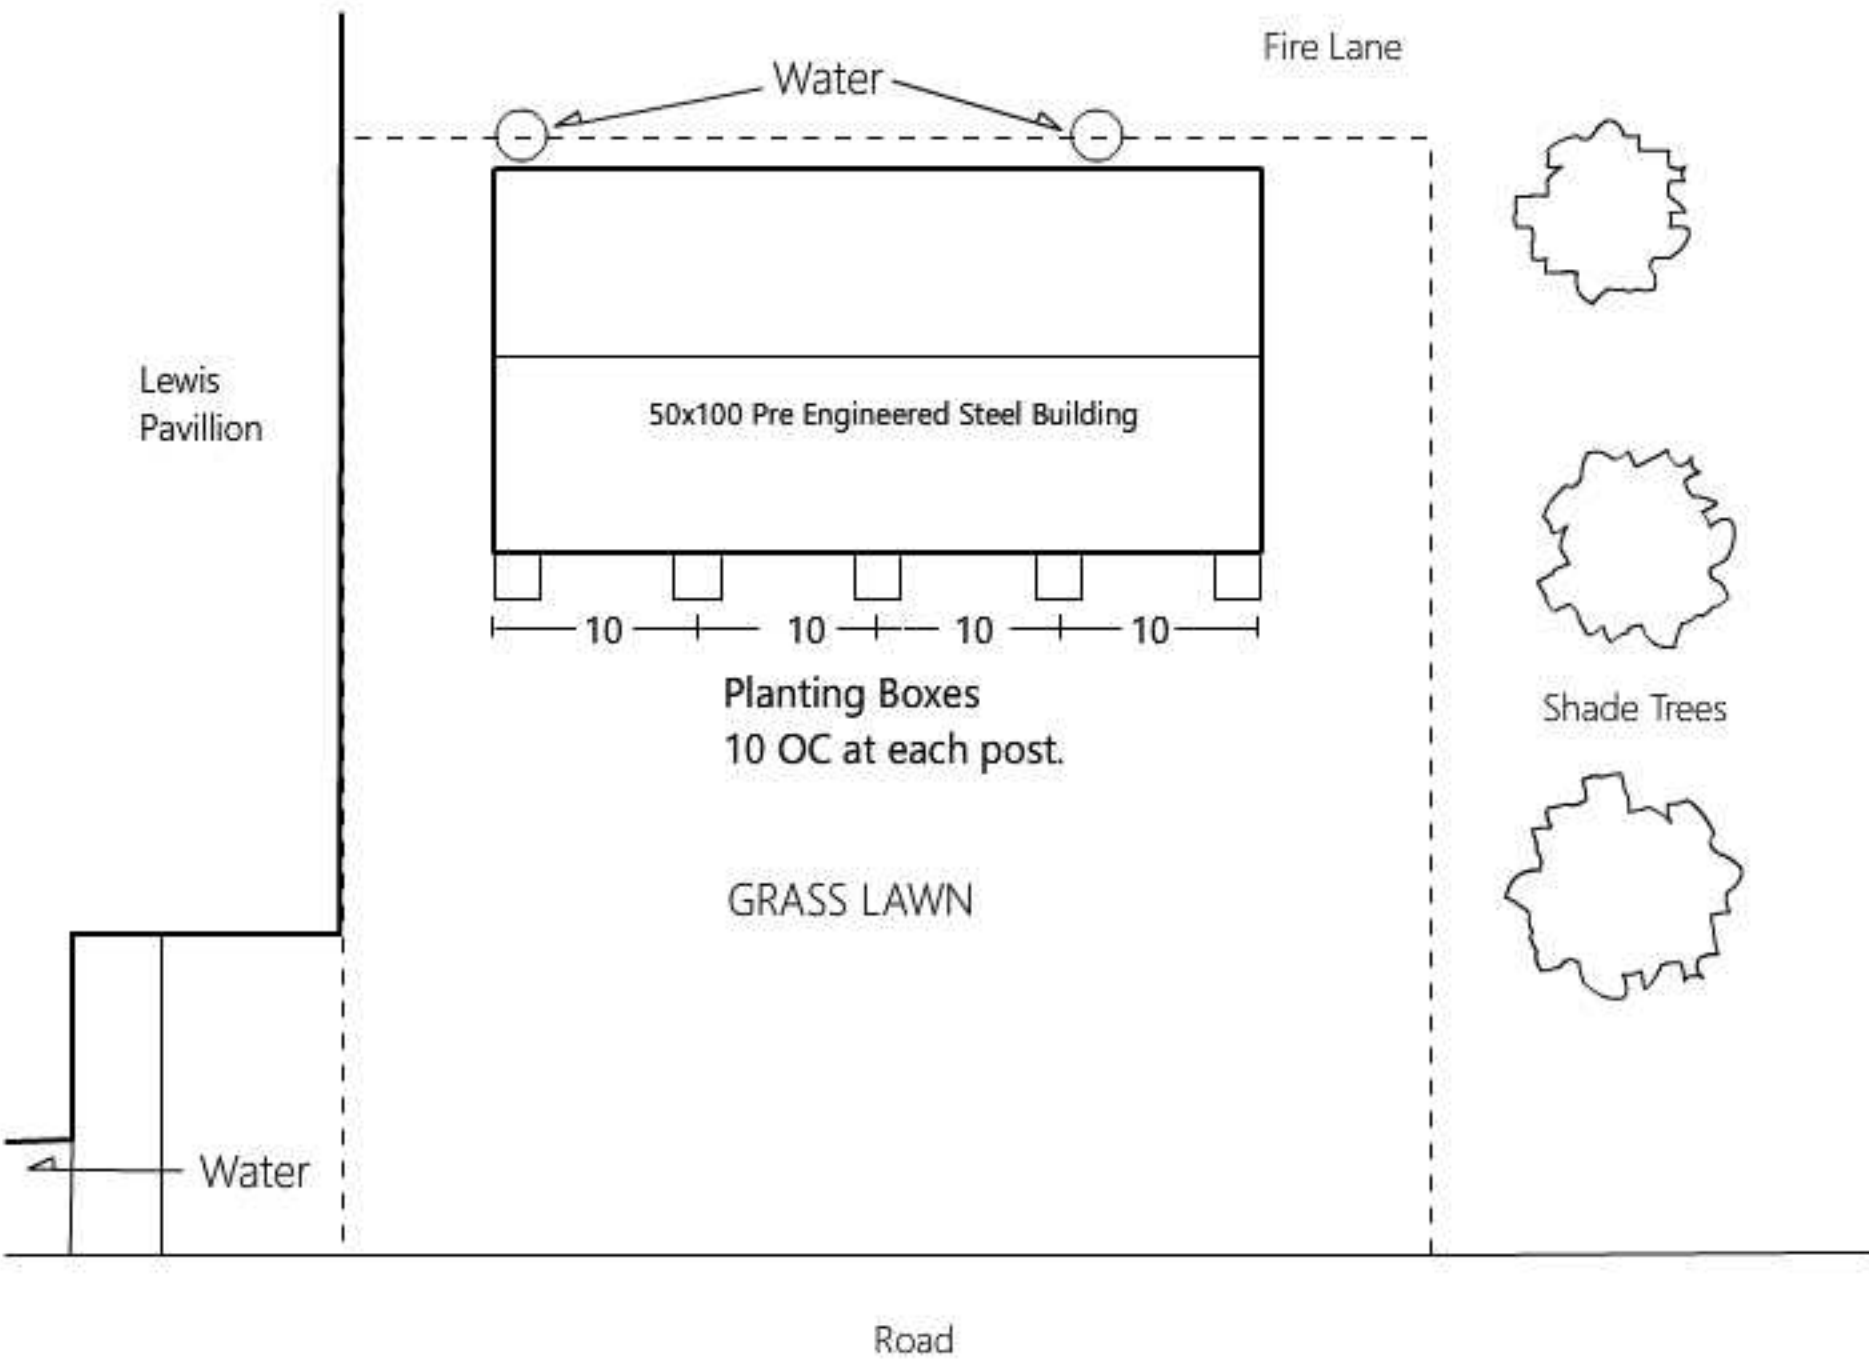 Fire Lane
Water
Lewis
Pavillion
50x100 Pre Engineered Steel Building
10 10 10 10
Planting Boxes
10 OC at each post.
Shade Trees
GRASS LAWN
Water
Road